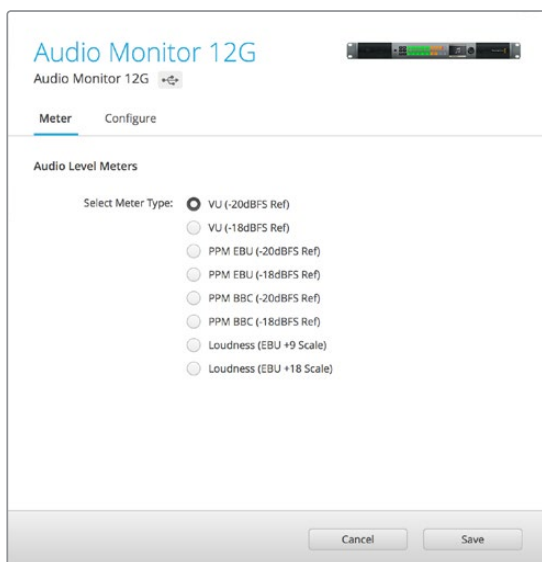 Audio Monitor 12G
Audio Monitor 12G
Meter Configure
Audio Level Meters
Select Meter Type: VU (-20dBFS Ref)
VU (-18dBFS Ref)
PPM EBU (-20dBFS Ref)
PPM EBU (-18dBFS Ref)
PPM BBC (-20dBFS Ref)
PPM BBC (-18dBFS Ref)
Loudness (EBU +9 Scale)
Loudness (EBU +18 Scale)
Cancel Save